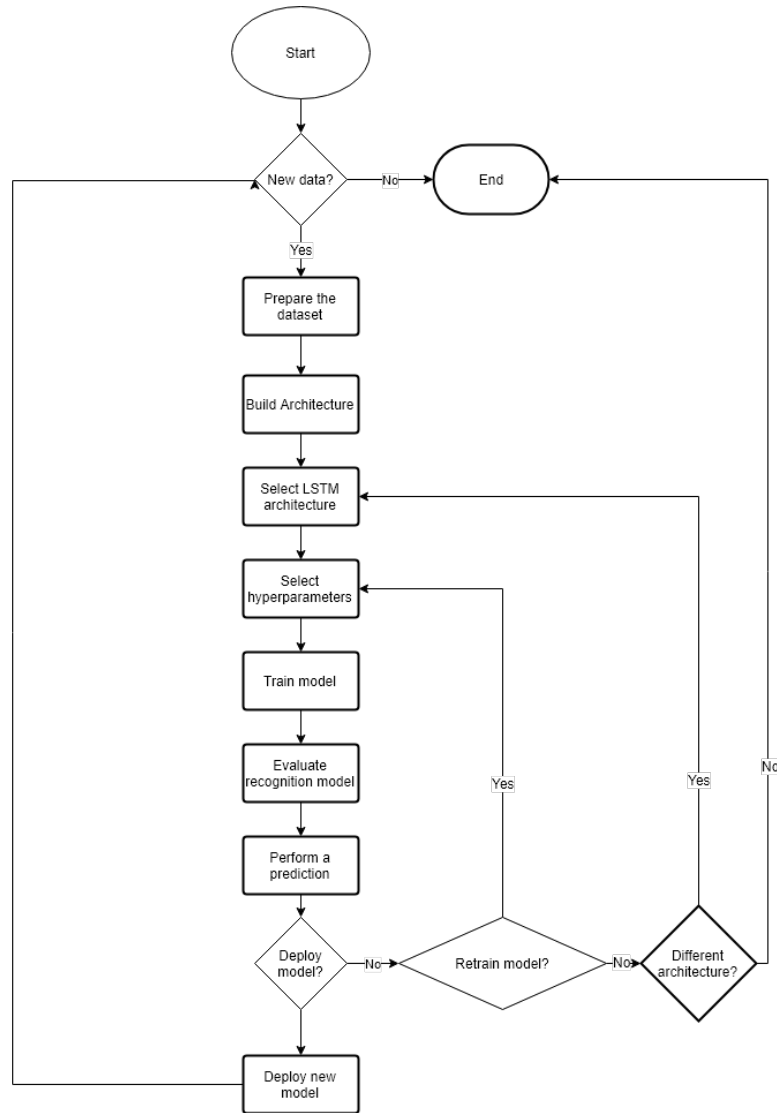 Start
New data?
No
End
Yes
Prepare the
dataset
Build Architecture
Select LSTM
architecture
Select
hyperparameters
Train model
Evaluate
recognition model
Yes
Yes
No
Perform a
prediction
Deploy
model?
No
Retrain model?
No
Different
architecture?
Deploy new
model